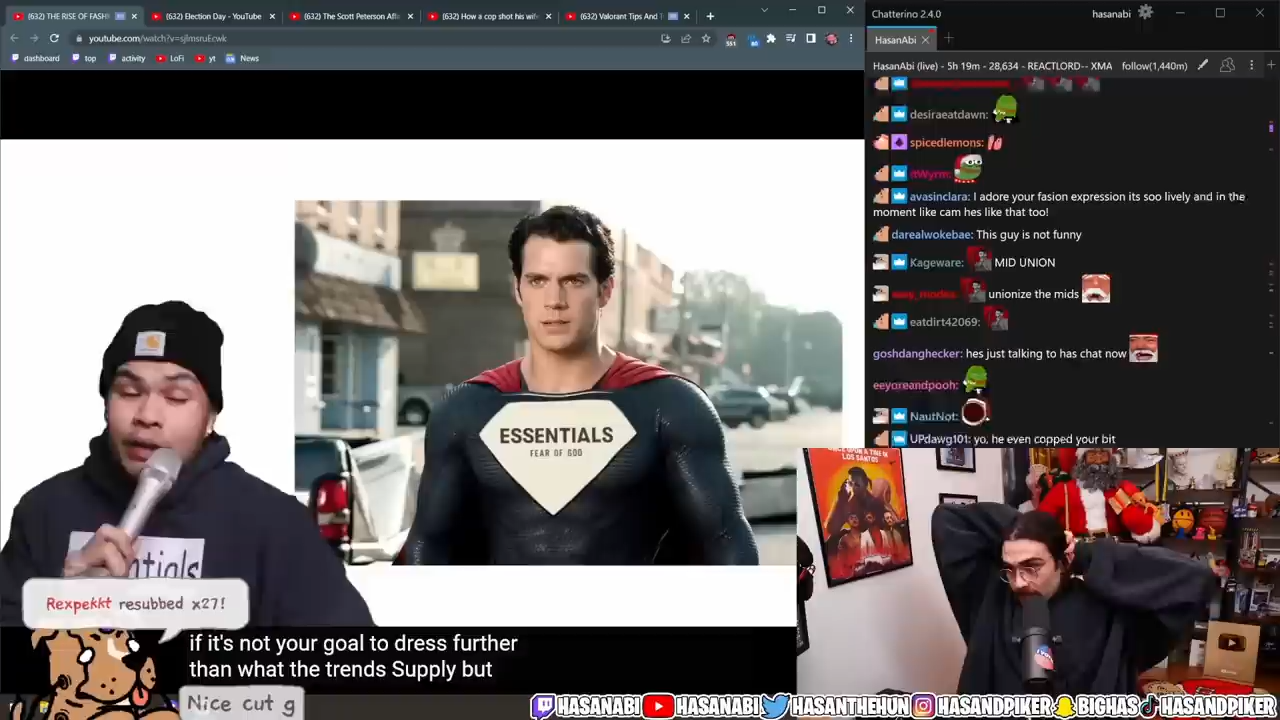 (632) THE RISE OF FASH
(632) Election Day - YouTube
(632) The Scott Peterson Aff
(632) How a cop shot his wife
(632) Valorant Tips And
youtube.com/watch?v=sjlmsruEcwk
dashboard
top
activity
LoFi
yt
News
Chatterino 2.4.0
hasanabi
HasanAbi
HasanAbi (live) - 5h 19m - 28,634 - REACTLORD-- XMA
follow(1,440m)
desiraeatdawn:
spicedlemons:
itWyrm:
avasinclara: I adore your fasion expression its soo lively and in the
moment like cam hes like that too!
darealwokebae: This guy is not funny
Kageware: MID UNION
unionize the mids
eatdirt42069:
goshdanghecker: hes just talking to has chat now
eeyoreandpooh:
NautNot:
UPdawg101: yo, he even copped your bit
ESSENTIALS
FEAR OF GOD
Rexpekkt resubbed x27!
if it's not your goal to dress further
than what the trends Supply but
Nice cut g
LOS SANTOS
HASANABI
HASANABI
HASANTHEHUN
HASANDPIKER
BIGHAS
HASANDPIKER